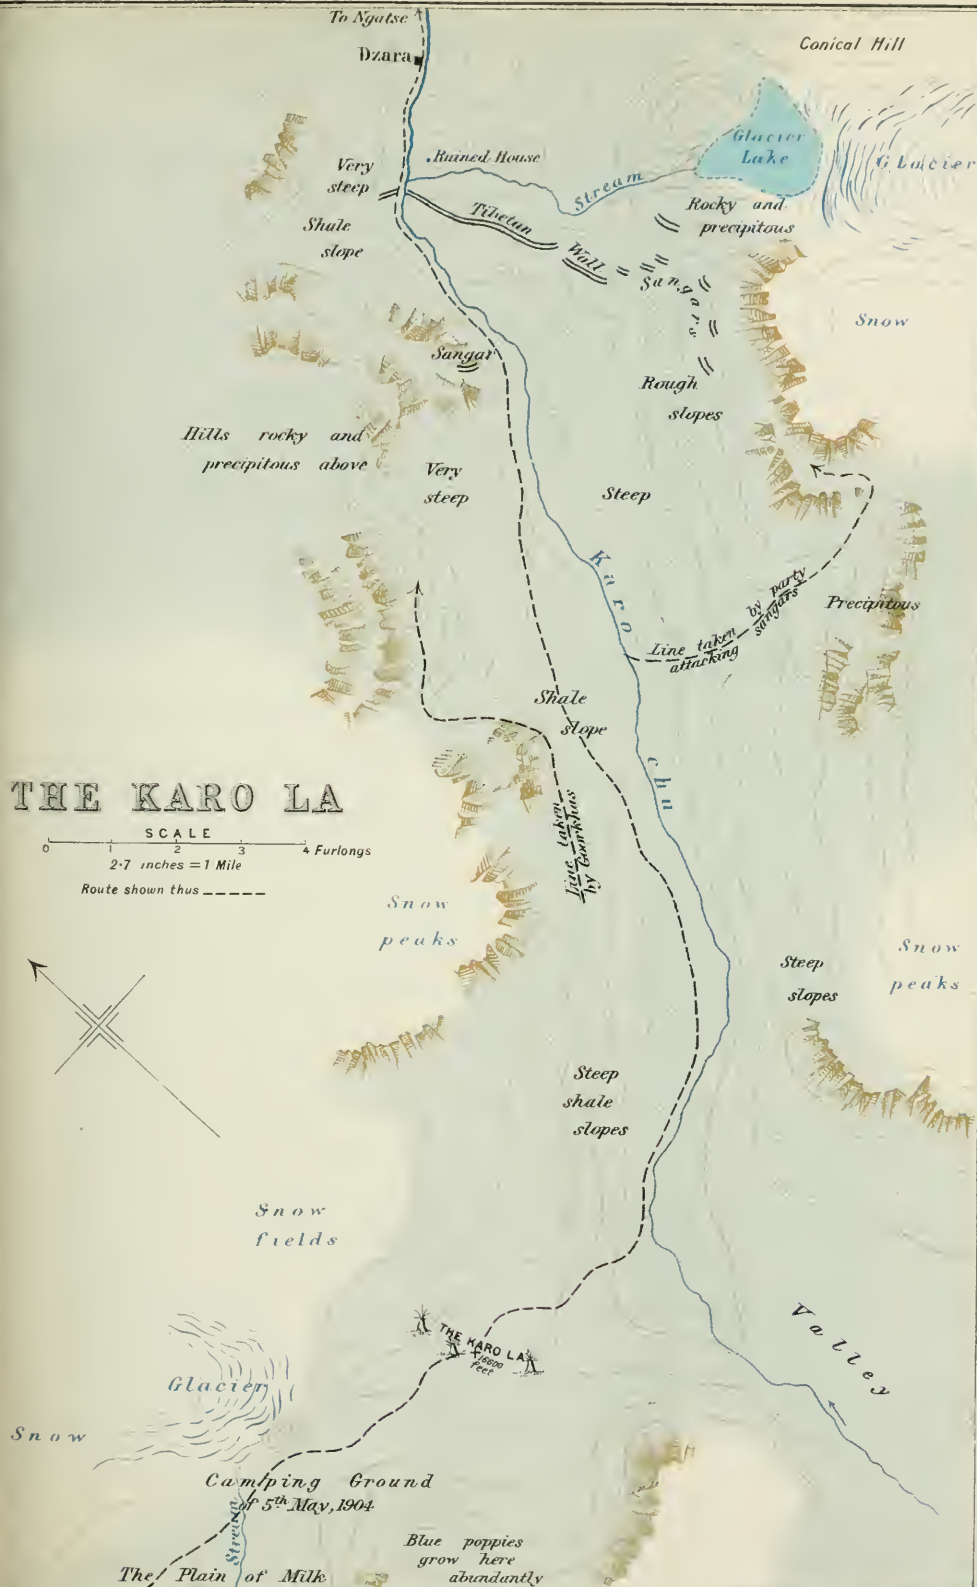 To Ngatse
Dzara
Conical Hill
Glacier
Lake
Glacier
Very
steep
Ruined House
Stream
Rocky and
precipitous
Shale
slope
Tibetan
Wall
Sangars
Snow
Sangar
Rough
slopes
Hills rocky and
precipitous above
Very
steep
Steep
Karo chu
Line taken by party
attacking sangars
Precipitous
Shale
slope
THE KARO LA
SCALE
0 1 2 3 4 Furlongs
2·7 inches = 1 Mile
Route shown thus
Line taken
by Goorkhas
Snow
peaks
Snow
peaks
Steep
slopes
Steep
shale
slopes
Snow
fields
Valley
THE KARO LA
16600
feet
Glacier
Snow
Camping Ground
of 5th May, 1904
Stream
Blue poppies
grow here
abundantly
The Plain of Milk